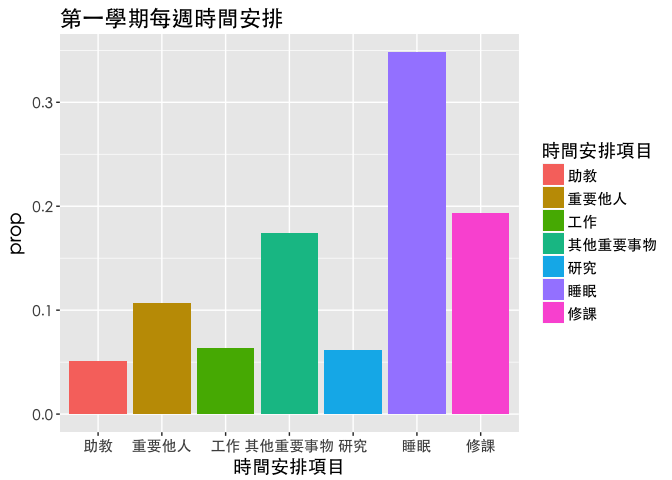 第一學期每週時間安排
prop
0.3
0.2
0.1
0.0
助教 重要他人 工作 其他重要事物 研究 睡眠 修課
時間安排項目
時間安排項目
助教
重要他人
工作
其他重要事物
研究
睡眠
修課